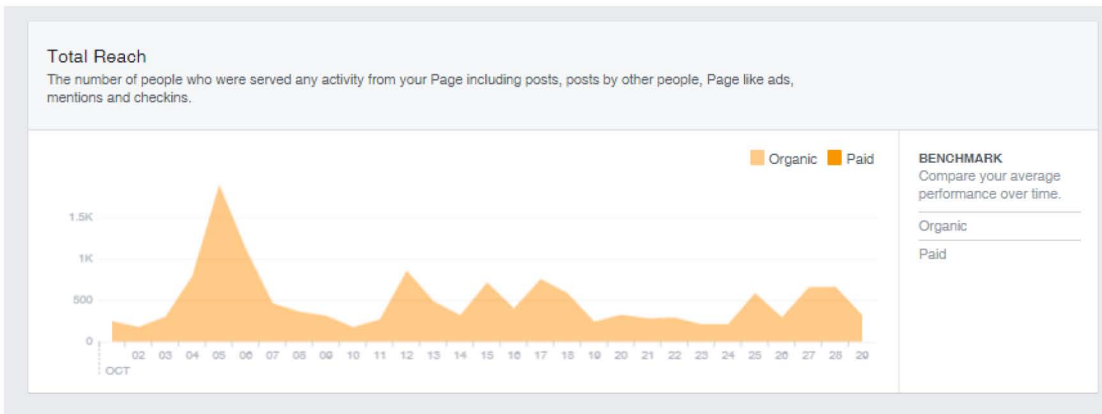 Total Reach
The number of people who were served any activity from your Page including posts, posts by other people, Page like ads,
mentions and checkins.
Organic Paid
BENCHMARK
Compare your average
performance over time.
Organic
Paid
1.5K
1K
500
0
02 03 04 05 06 07 08 09 10 11 12 13 14 15 16 17 18 19 20 21 22 23 24 25 26 27 28 29
OCT